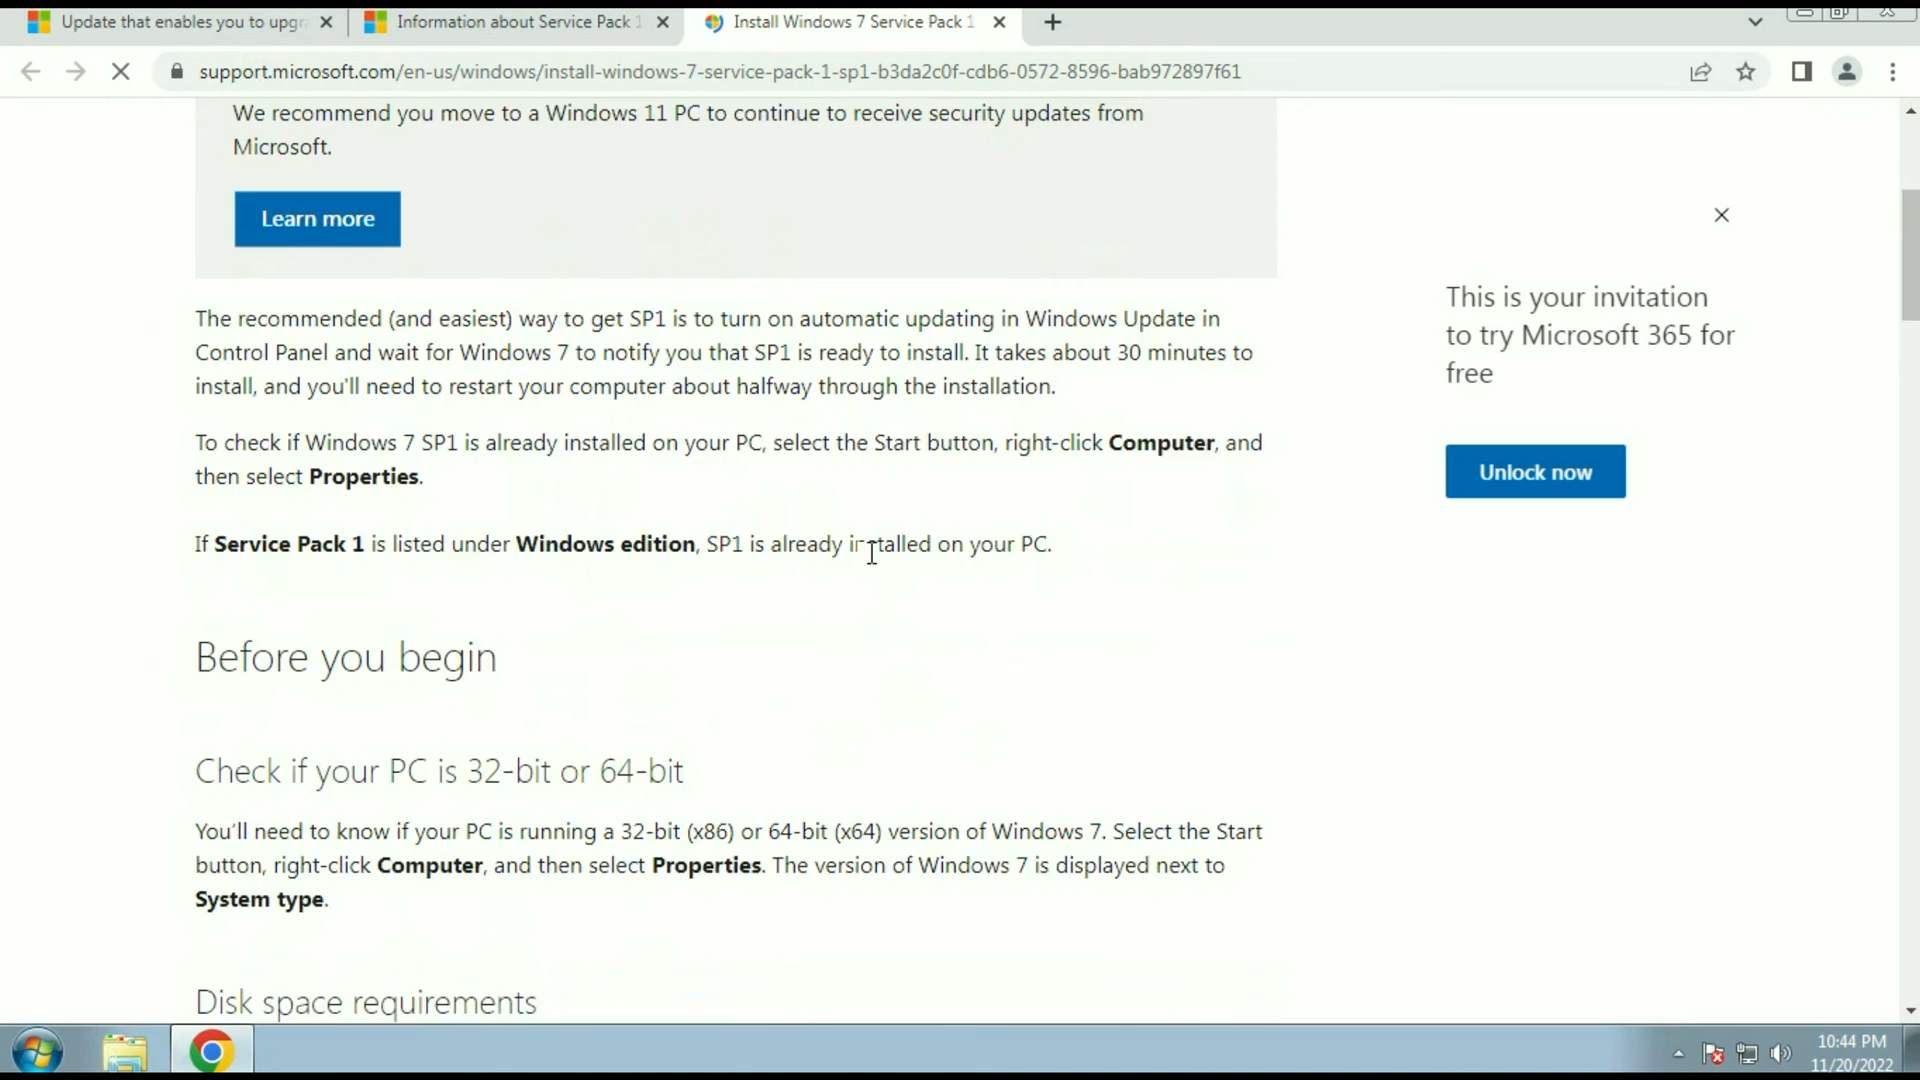 Update that enables you to upgr
Information about Service Pack 1
Install Windows 7 Service Pack 1
support.microsoft.com/en-us/windows/install-windows-7-service-pack-1-sp1-b3da2c0f-cdb6-0572-8596-bab972897f61
We recommend you move to a Windows 11 PC to continue to receive security updates from
Microsoft.
Learn more
The recommended (and easiest) way to get SP1 is to turn on automatic updating in Windows Update in
Control Panel and wait for Windows 7 to notify you that SP1 is ready to install. It takes about 30 minutes to
install, and you'll need to restart your computer about halfway through the installation.
To check if Windows 7 SP1 is already installed on your PC, select the Start button, right-click Computer, and
then select Properties.
If Service Pack 1 is listed under Windows edition, SP1 is already installed on your PC.
Before you begin
Check if your PC is 32-bit or 64-bit
You'll need to know if your PC is running a 32-bit (x86) or 64-bit (x64) version of Windows 7. Select the Start
button, right-click Computer, and then select Properties. The version of Windows 7 is displayed next to
System type.
Disk space requirements
This is your invitation
to try Microsoft 365 for
free
Unlock now
10:44 PM
11/20/2022